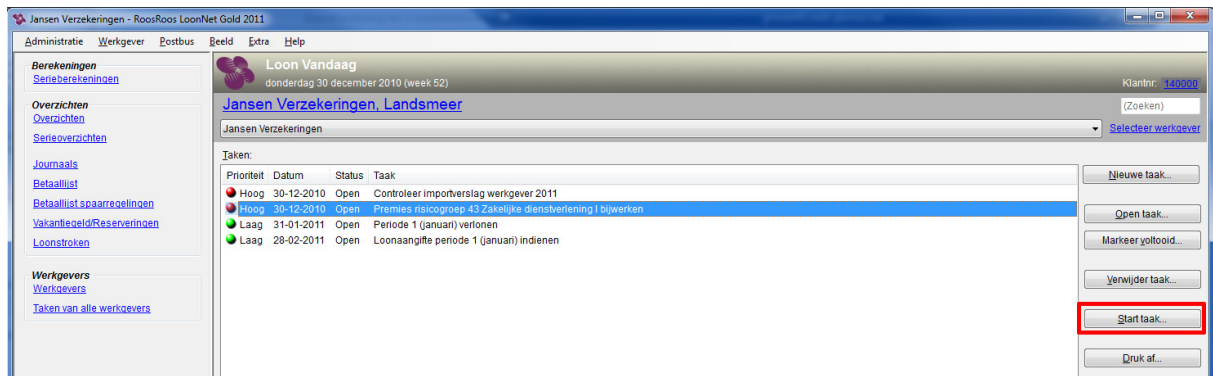 Jansen Verzekeringen - RoosRoos LoonNet Gold 2011
Administratie Werkgever Postbus Beeld Extra Help
Berekeningen
Serieberekeningen
Overzichten
Overzichten
Serieoverzichten
Journaals
Betaallijst
Betaallijst spaarregelingen
Vakantiegeld/Reserveringen
Loonstroken
Werkgevers
Werkgevers
Taken van alle werkgevers
Loon Vandaag
donderdag 30 december 2010 (week 52)
Klantnr: 140000
Jansen Verzekeringen, Landsmeer
(Zoeken)
Jansen Verzekeringen
Selecteer werkgever
Taken:
Prioriteit Datum Status Taak
Hoog 30-12-2010 Open Controleer importverslag werkgever 2011
Hoog 30-12-2010 Open Premies risicogroep 43 Zakelijke dienstverlening I bijwerken
Laag 31-01-2011 Open Periode 1 (januari) verlonen
Laag 28-02-2011 Open Loonaangifte periode 1 (januari) indienen
Nieuwe taak...
Open taak...
Markeer voltooid...
Verwijder taak...
Start taak...
Druk af...